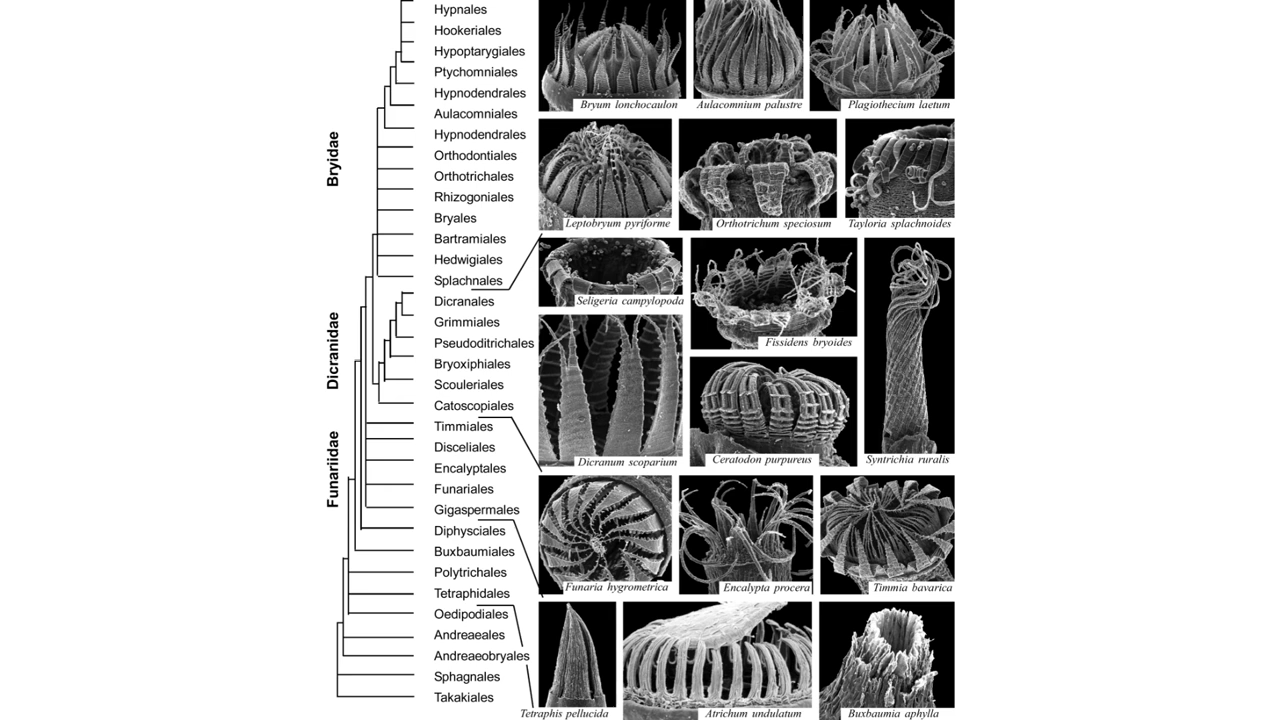 Hypnales
Hookeriales
Hypoptarygiales
Ptychomniales
Hypnodendrales
Aulacomniales
Hypnodendrales
Orthodontiales
Orthotrichales
Rhizogoniales
Bryales
Bartramiales
Hedwigiales
Splachnales
Dicranales
Grimmiales
Pseudoditrichales
Bryoxiphiales
Scouleriales
Catoscopiales
Timmiales
Disceliales
Encalyptales
Funariales
Gigaspermales
Diphysciales
Buxbaumiales
Polytrichales
Tetraphidales
Oedipodiales
Andreaeales
Andreaeobryales
Sphagnales
Takakiales
Bryidae
Dicranidae
Funariidae
Bryum lonchocaulon
Aulacomnium palustre
Plagiothecium laetum
Leptobryum pyriforme
Orthotrichum speciosum
Tayloria splachnoides
Seligeria campylopoda
Fissidens bryoides
Dicranum scoparium
Ceratodon purpureus
Syntrichia ruralis
Funaria hygrometrica
Encalypta procera
Timmia bavarica
Tetraphis pellucida
Atrichum undulatum
Buxbaumia aphylla